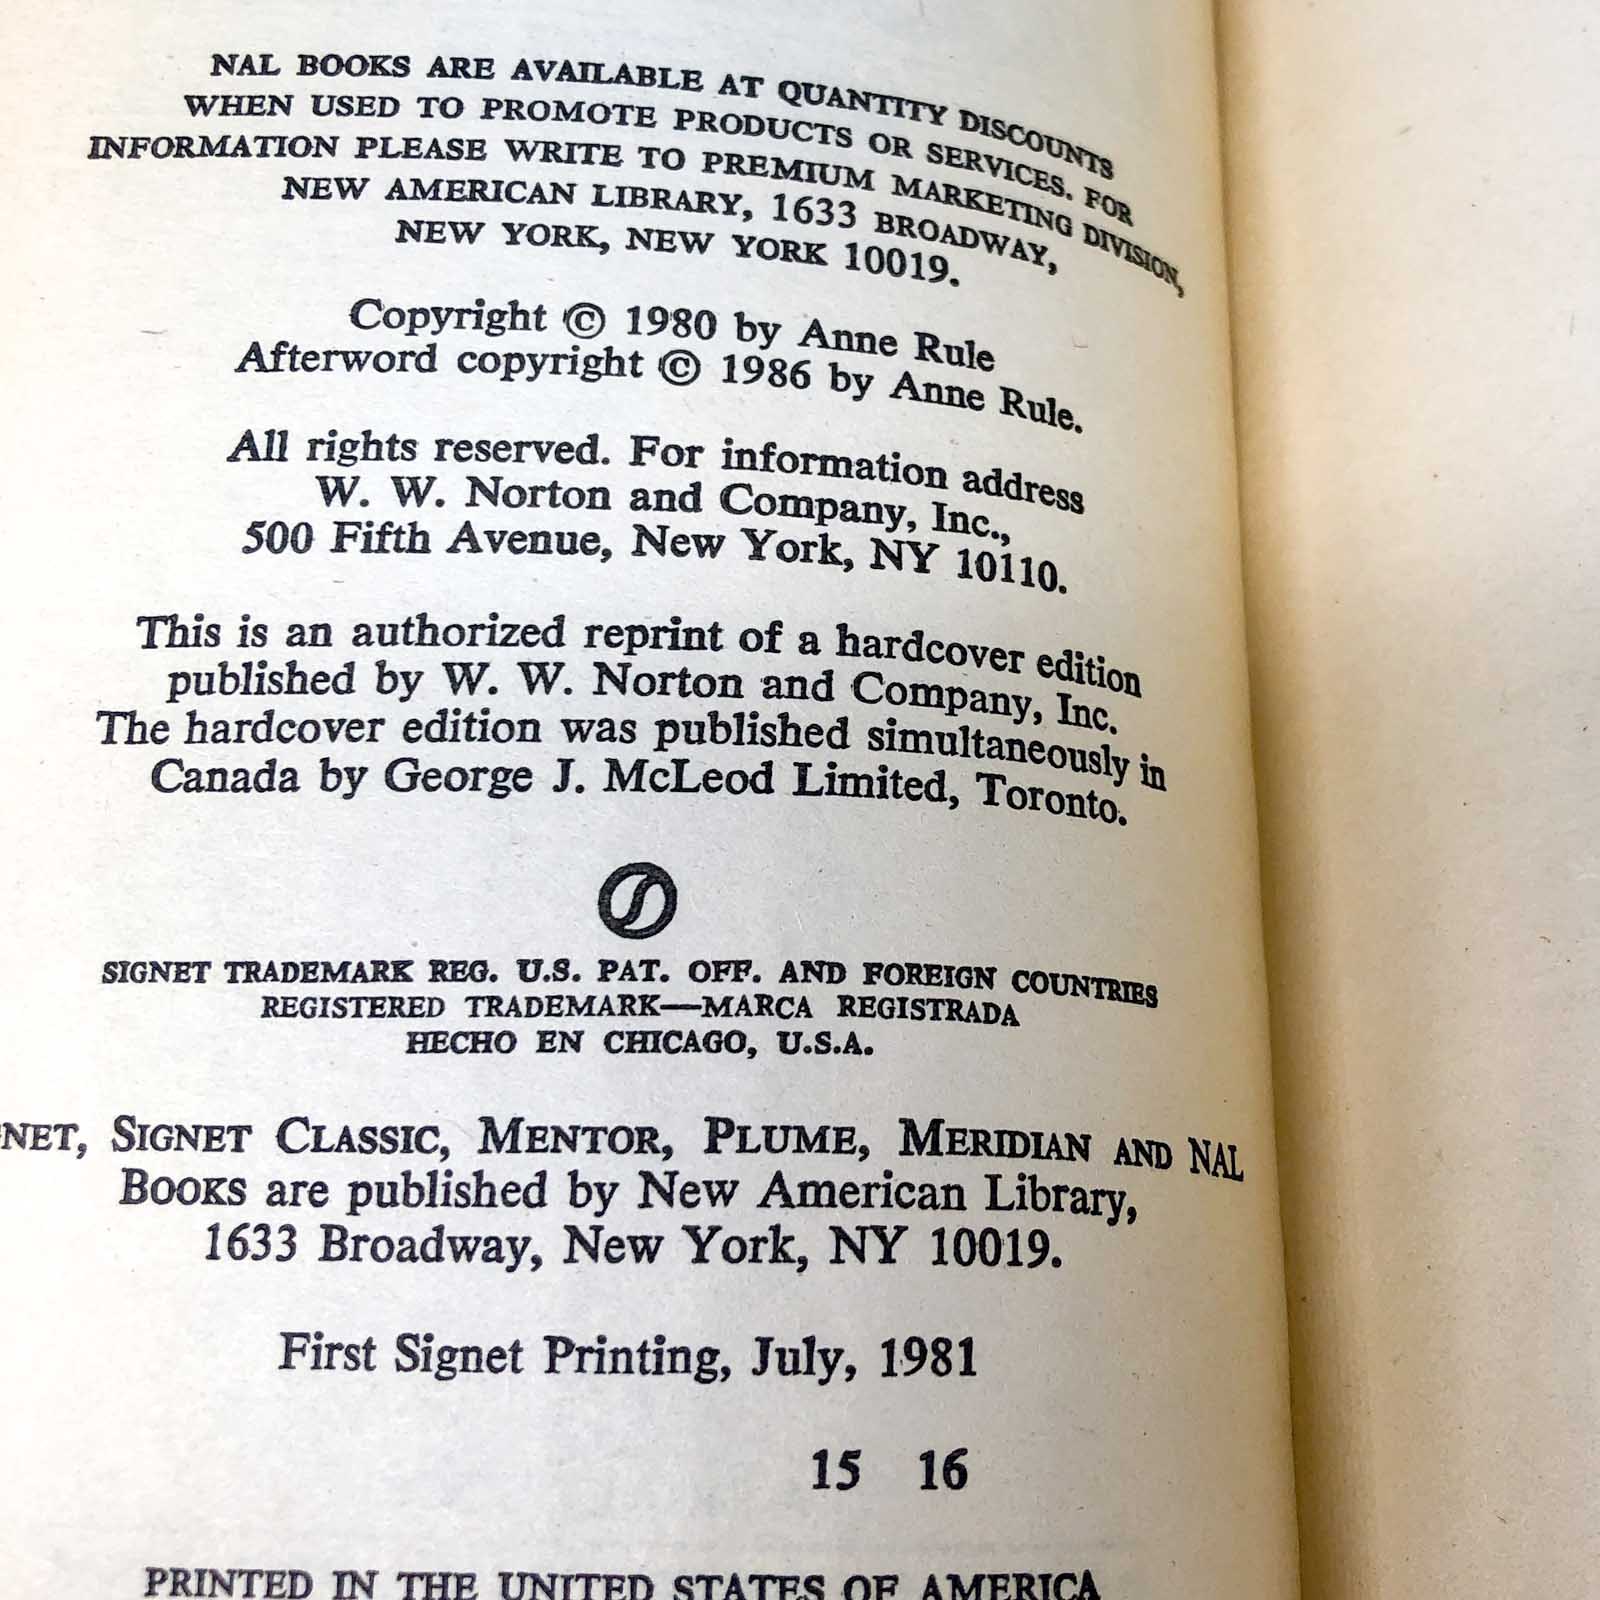 NAL BOOKS ARE AVAILABLE AT QUANTITY DISCOUNTS
WHEN USED TO PROMOTE PRODUCTS OR SERVICES. FOR
INFORMATION PLEASE WRITE TO PREMIUM MARKETING DIVISION,
NEW AMERICAN LIBRARY, 1633 BROADWAY,
NEW YORK, NEW YORK 10019.
Copyright © 1980 by Anne Rule
Afterword copyright © 1986 by Anne Rule.
All rights reserved. For information address
W. W. Norton and Company, Inc.,
500 Fifth Avenue, New York, NY 10110.
This is an authorized reprint of a hardcover edition
published by W. W. Norton and Company, Inc.
The hardcover edition was published simultaneously in
Canada by George J. McLeod Limited, Toronto.
SIGNET TRADEMARK REG. U.S. PAT. OFF. AND FOREIGN COUNTRIES
REGISTERED TRADEMARK—MARCA REGISTRADA
HECHO EN CHICAGO, U.S.A.
NET, SIGNET CLASSIC, MENTOR, PLUME, MERIDIAN AND NAL
BOOKS are published by New American Library,
1633 Broadway, New York, NY 10019.
First Signet Printing, July, 1981
15 16
PRINTED IN THE UNITED STATES OF AMERICA